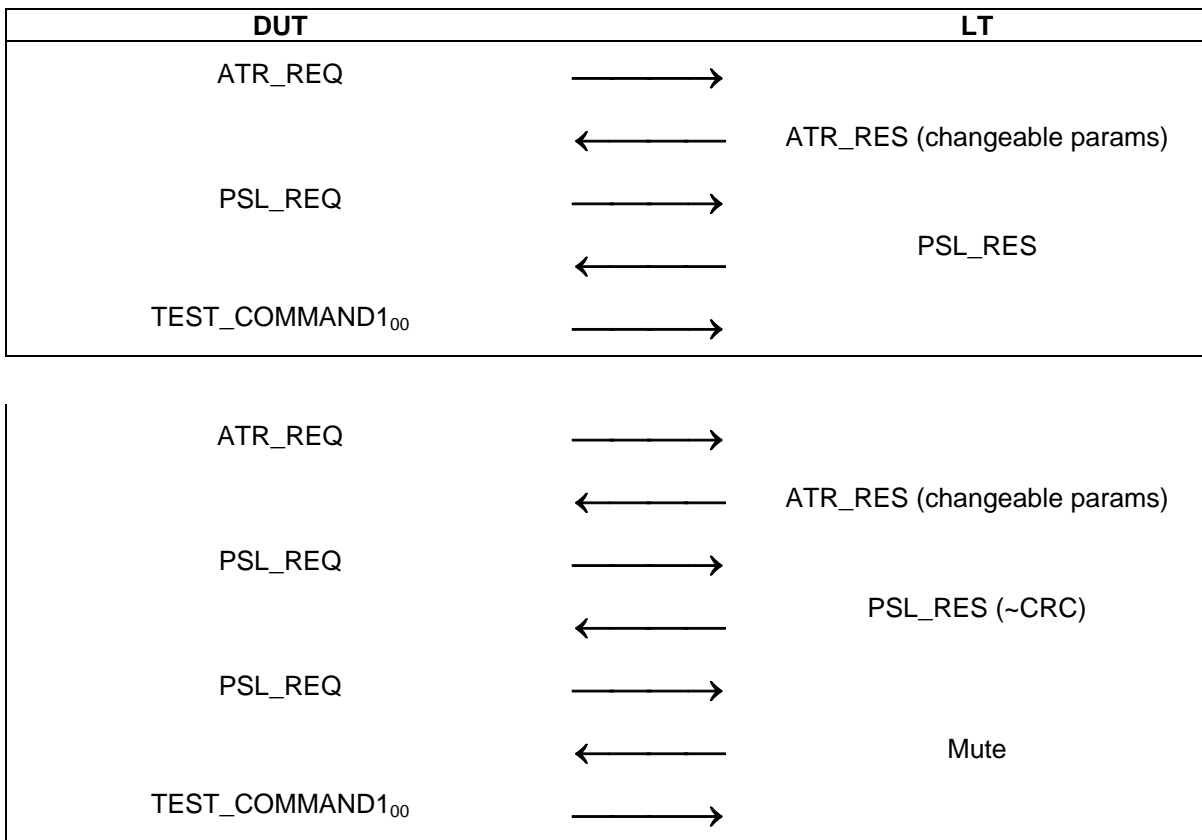 DUT LT
ATR_REQ
ATR_RES (changeable params)
PSL_REQ
PSL_RES
TEST_COMMAND1₀₀
ATR_REQ
ATR_RES (changeable params)
PSL_REQ
PSL_RES (~CRC)
PSL_REQ
Mute
TEST_COMMAND1₀₀